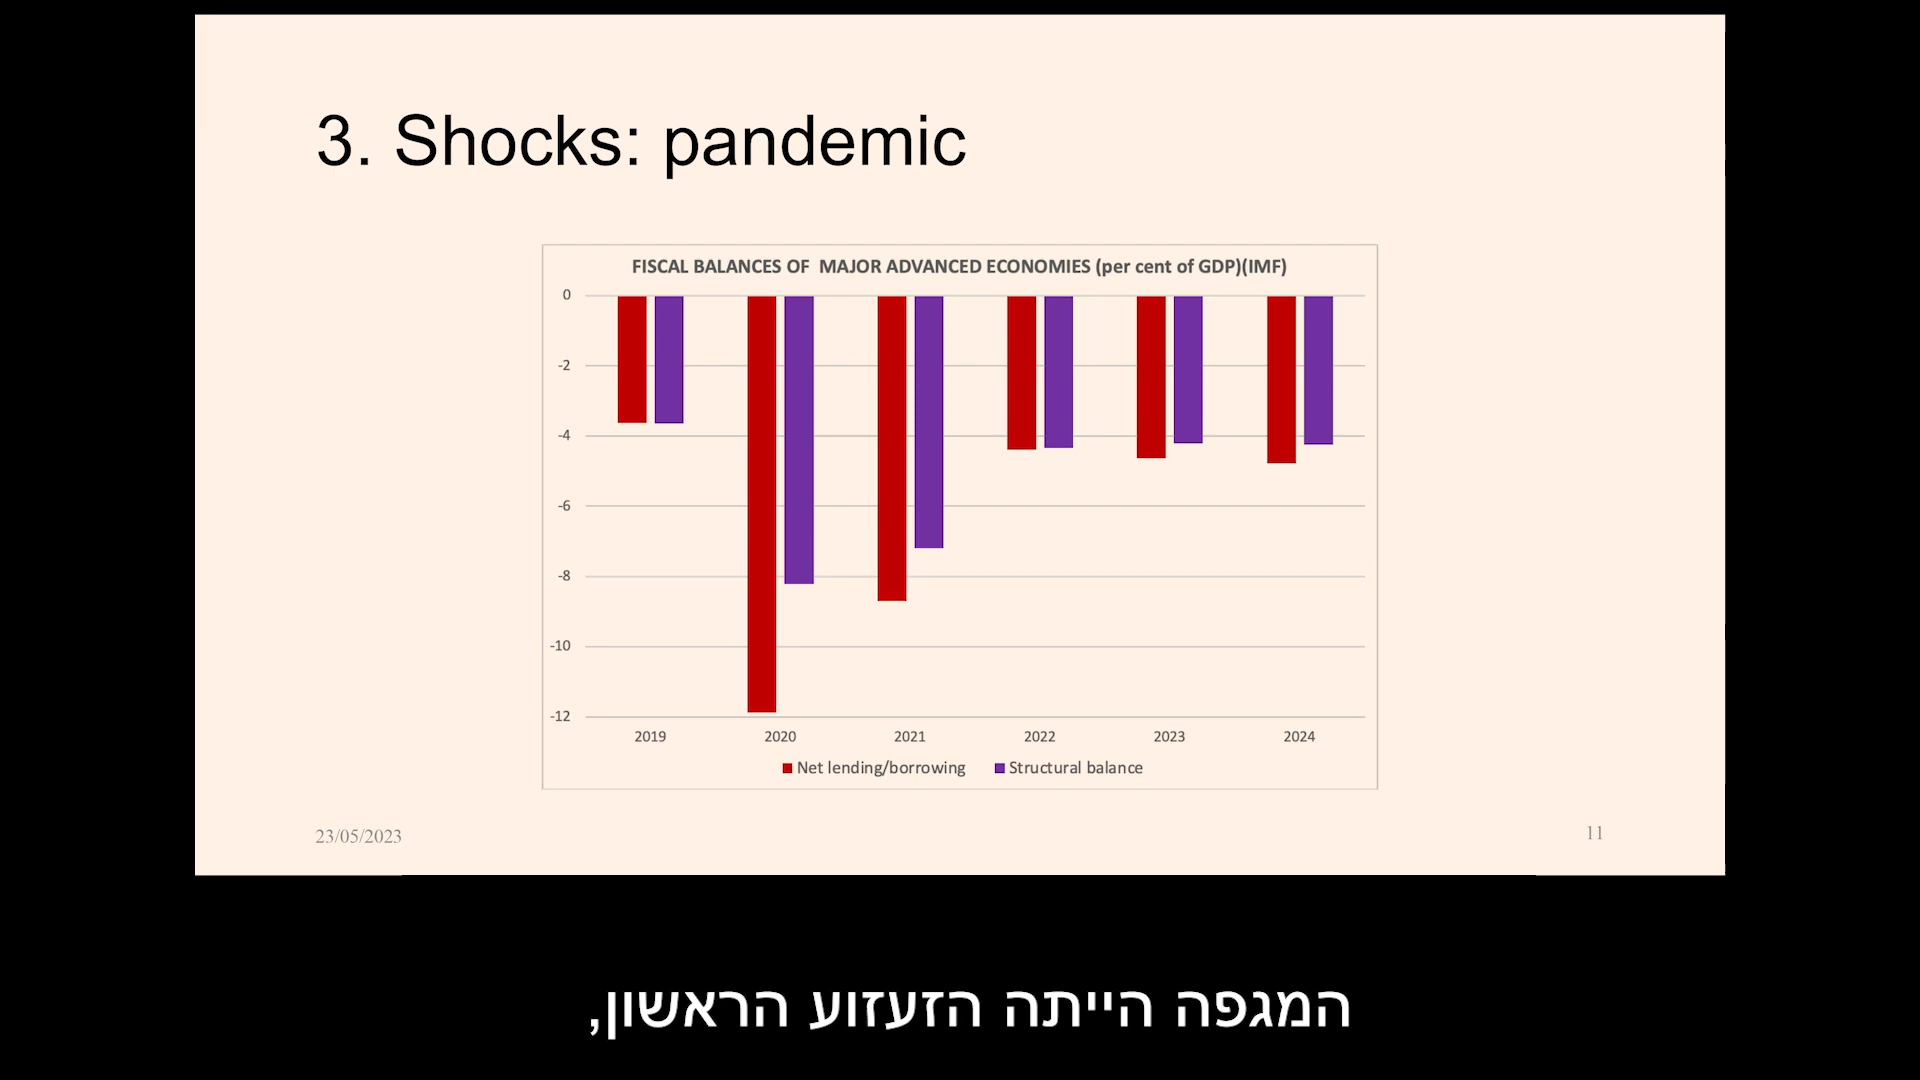 3. Shocks: pandemic
FISCAL BALANCES OF MAJOR ADVANCED ECONOMIES (per cent of GDP)(IMF)
0
-2
-4
-6
-8
-10
-12
2019 2020 2021 2022 2023 2024
Net lending/borrowing Structural balance
23/05/2023 11
המגפה הייתה הזעזוע הראשון,